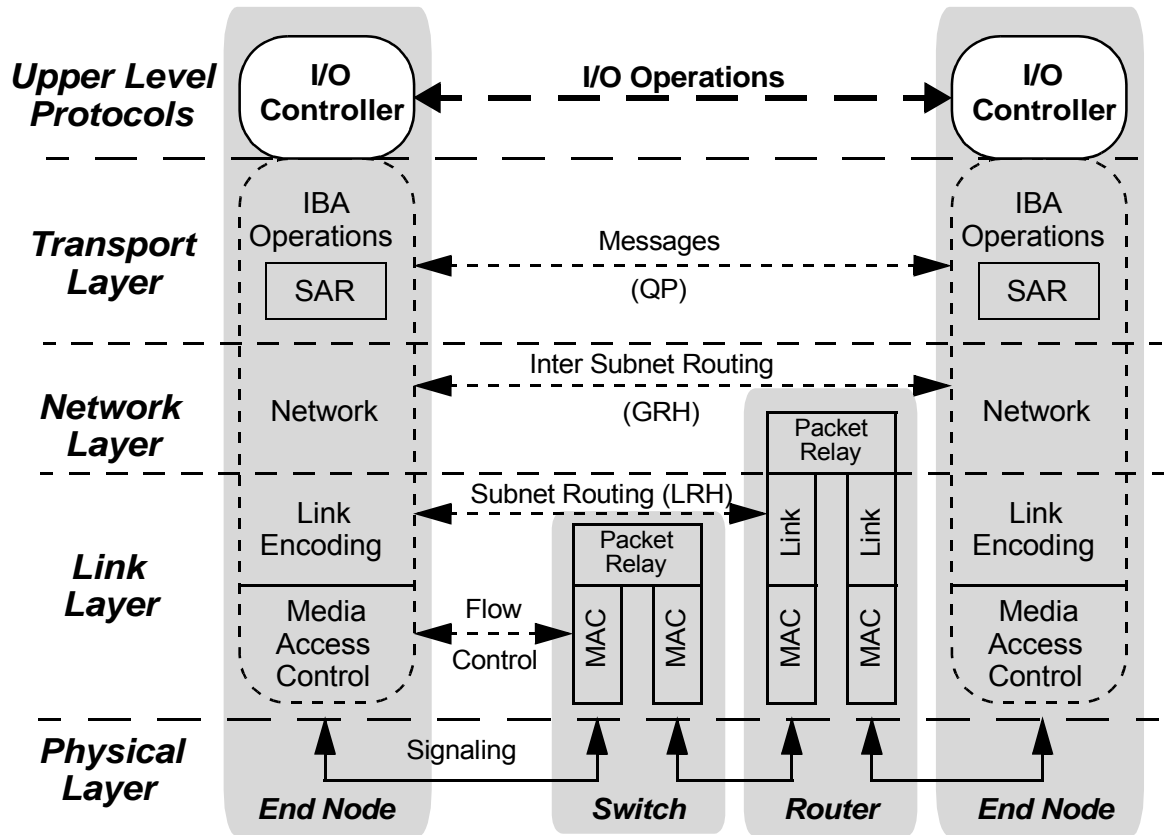 Upper Level
Protocols
I/O
Controller
I/O Operations
I/O
Controller
Transport
Layer
IBA
Operations
SAR
Messages
(QP)
IBA
Operations
SAR
Network
Layer
Network
Inter Subnet Routing
(GRH)
Packet
Relay
Network
Link
Layer
Link
Encoding
Subnet Routing (LRH)
Packet
Relay
Link
Link
Link
Encoding
Media
Access
Control
Flow
Control
MAC
MAC
MAC
MAC
Media
Access
Control
Physical
Layer
Signaling
End Node
Switch
Router
End Node